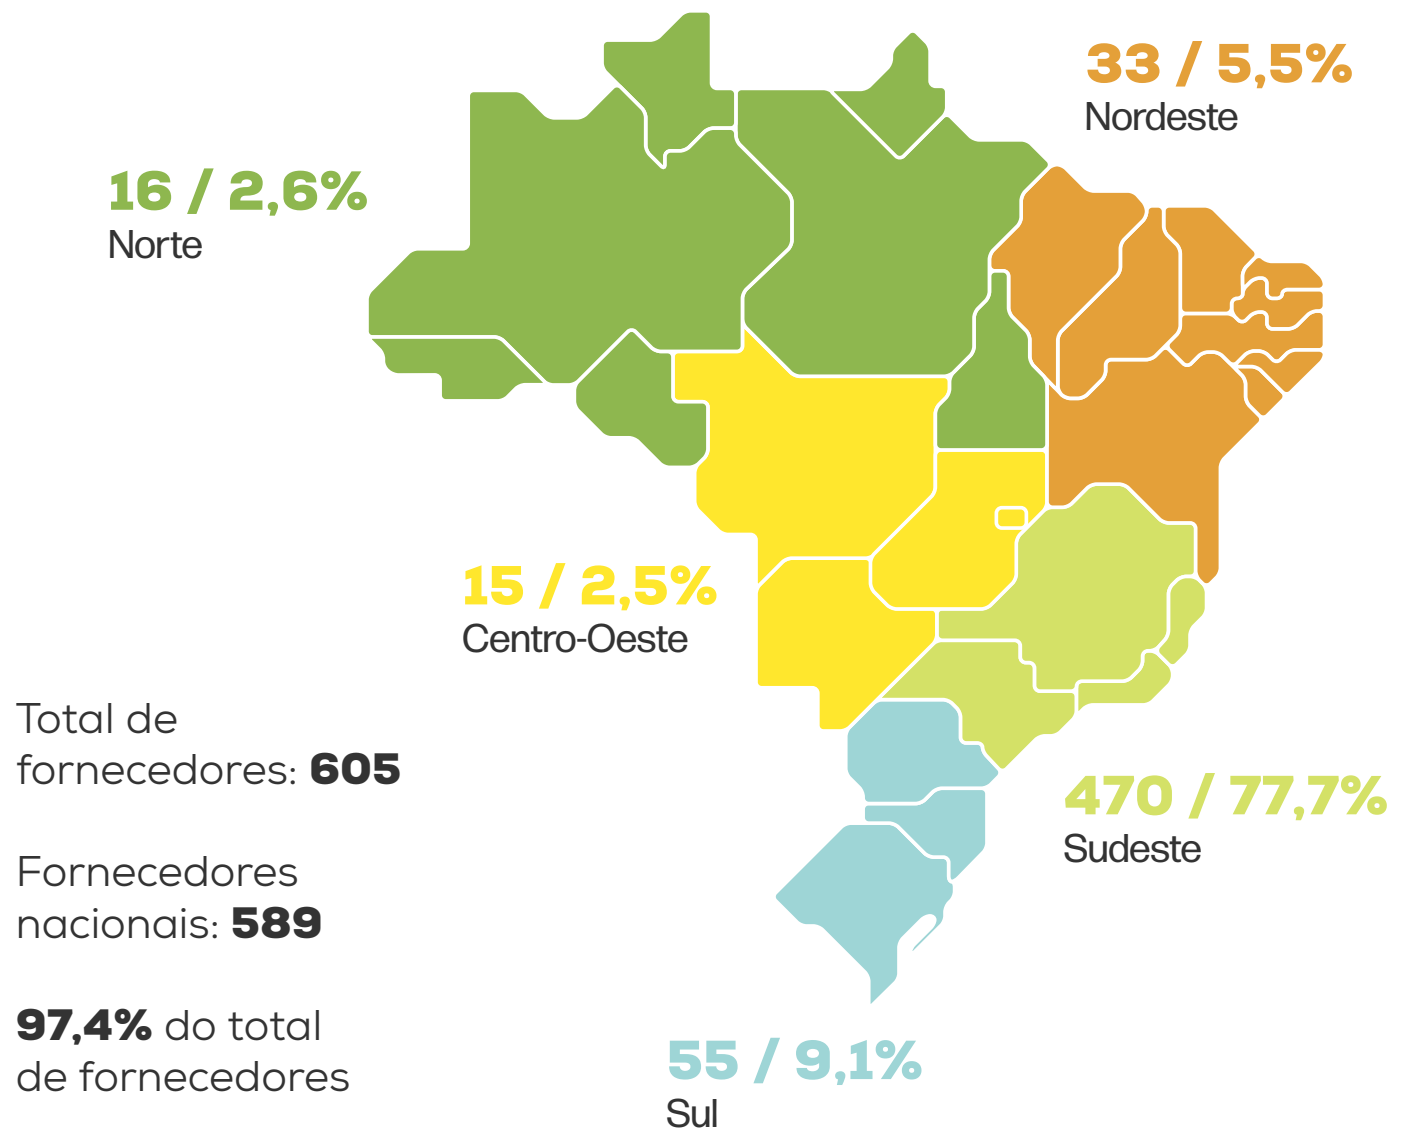 33 / 5,5%
Nordeste
16 / 2,6%
Norte
15 / 2,5%
Centro-Oeste
Total de
fornecedores: 605
470 / 77,7%
Sudeste
Fornecedores
nacionais: 589
97,4% do total
de fornecedores
55 / 9,1%
Sul